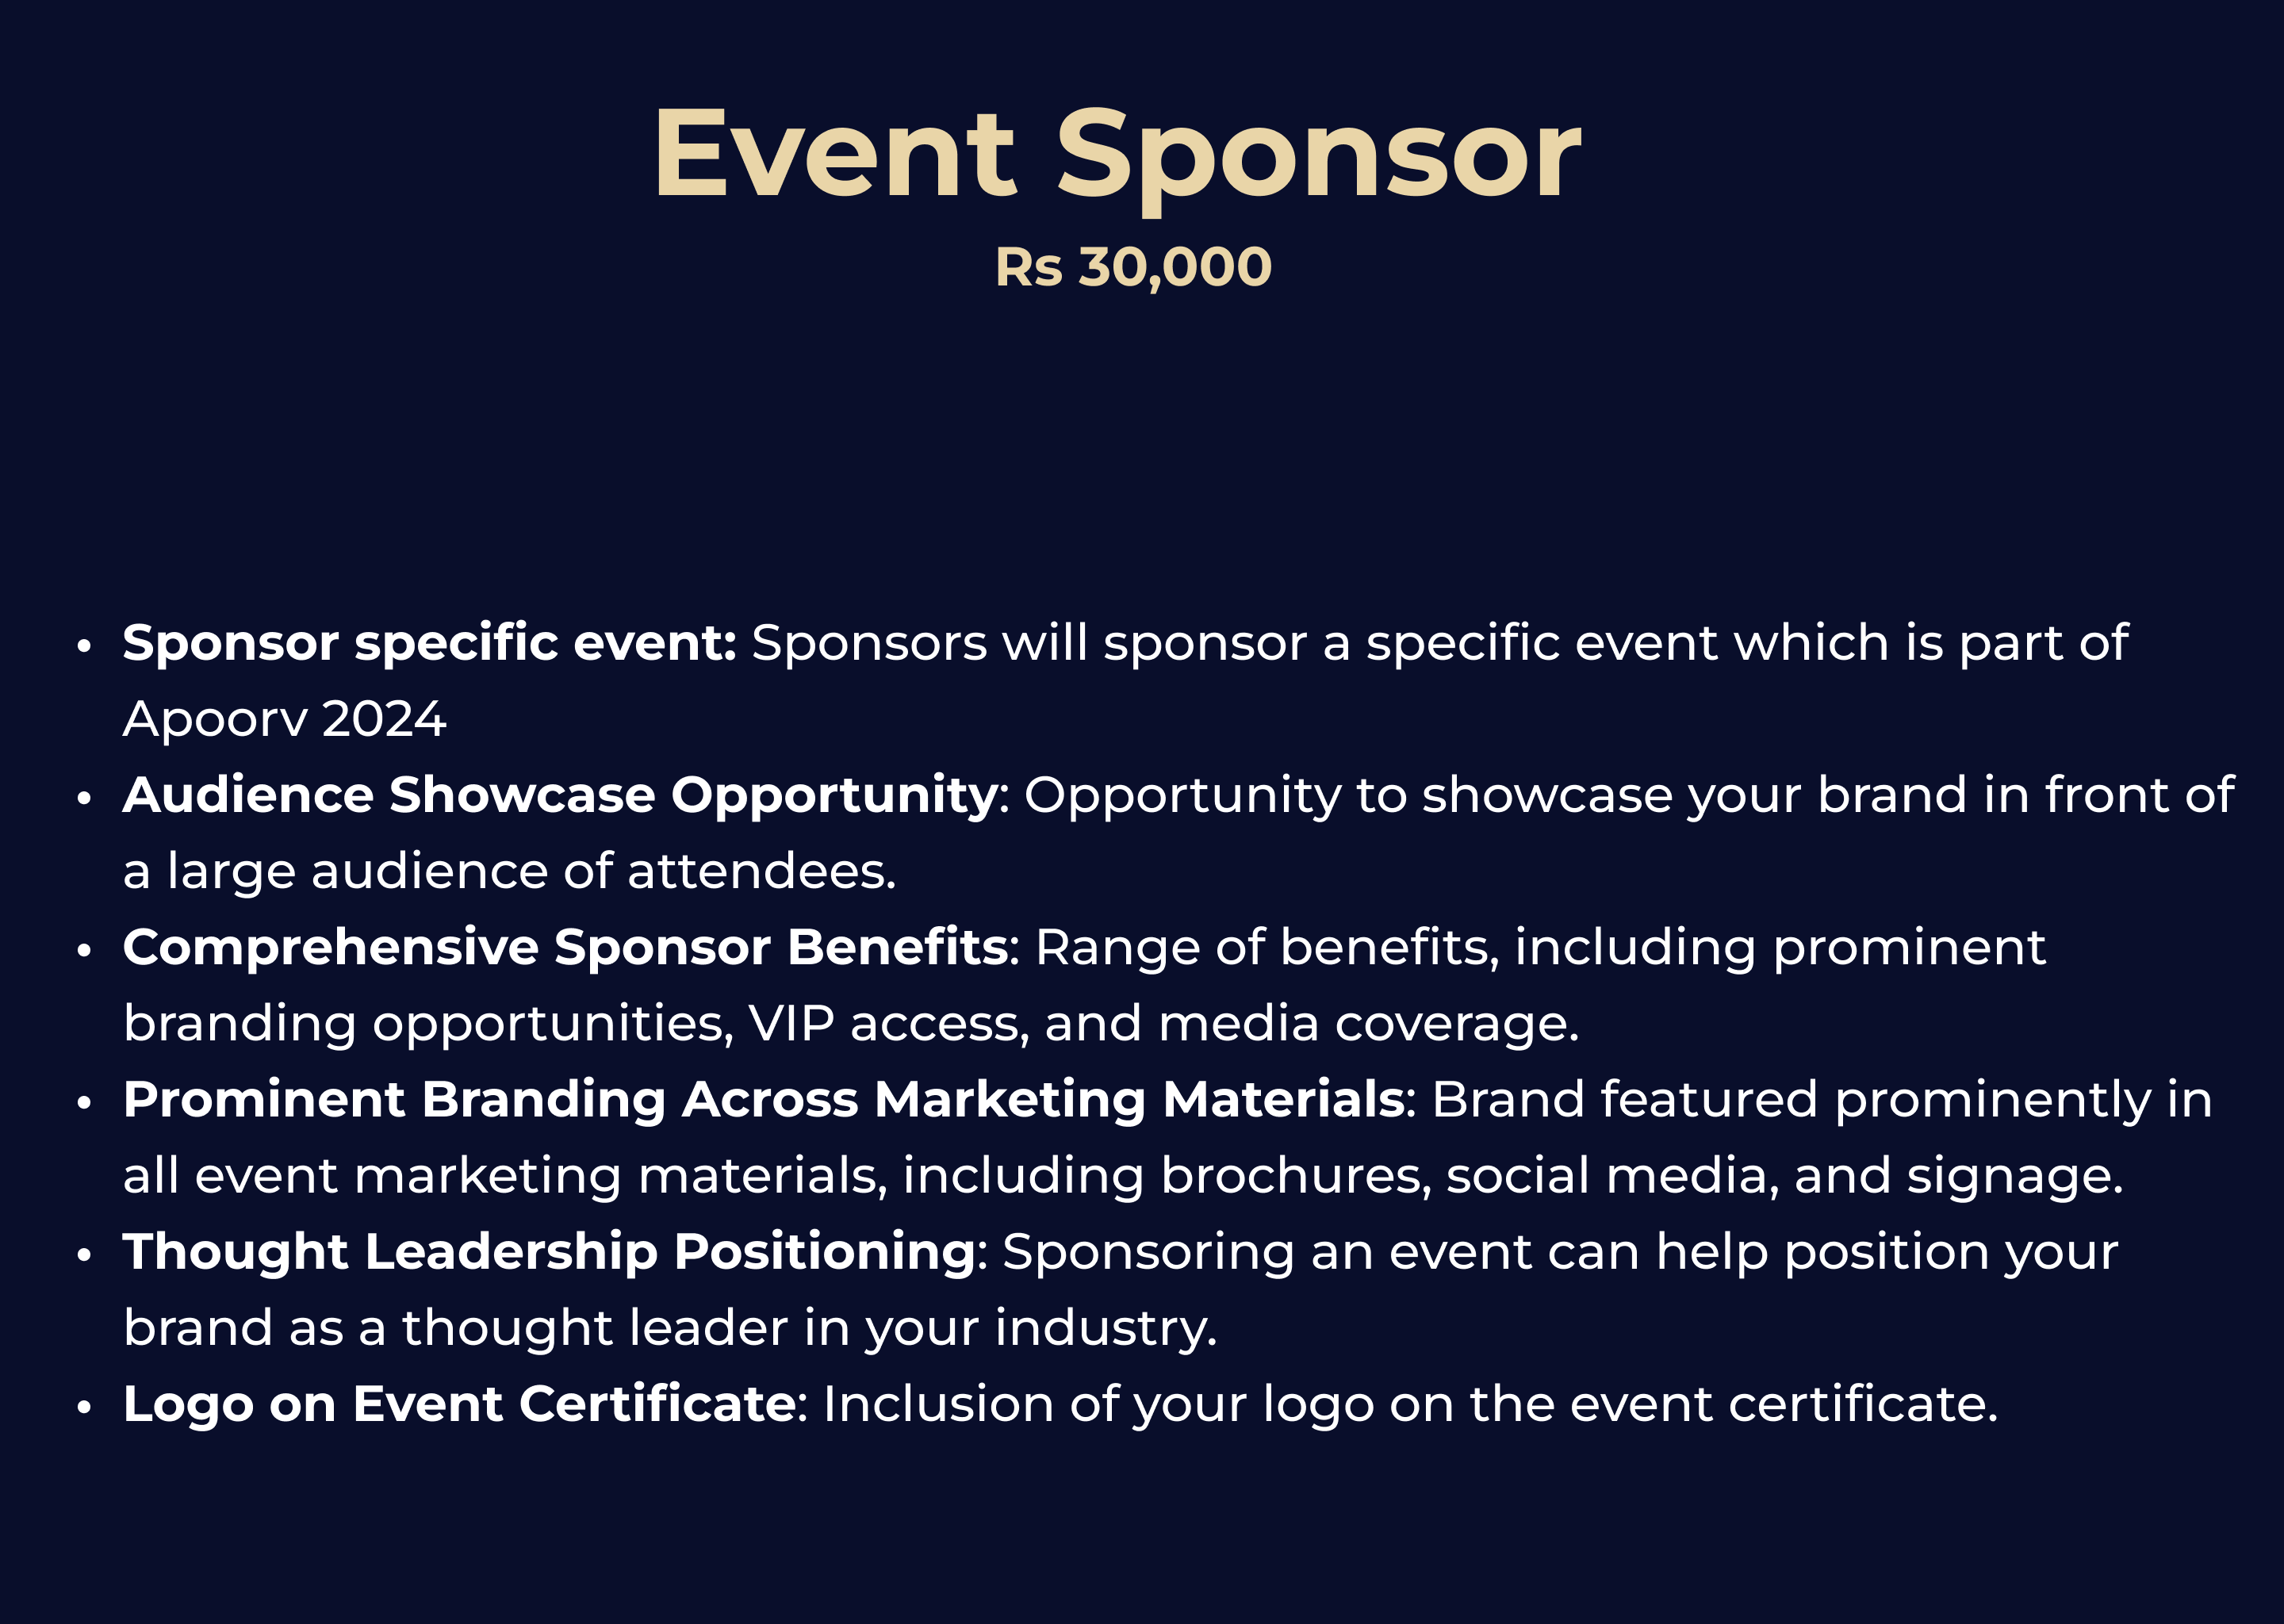 Event Sponsor
Rs 30,000
• Sponsor specific event: Sponsors will sponsor a specific event which is part of
Apoorv 2024
• Audience Showcase Opportunity: Opportunity to showcase your brand in front of
a large audience of attendees.
• Comprehensive Sponsor Benefits: Range of benefits, including prominent
branding opportunities, VIP access, and media coverage.
• Prominent Branding Across Marketing Materials: Brand featured prominently in
all event marketing materials, including brochures, social media, and signage.
• Thought Leadership Positioning: Sponsoring an event can help position your
brand as a thought leader in your industry.
• Logo on Event Certificate: Inclusion of your logo on the event certificate.